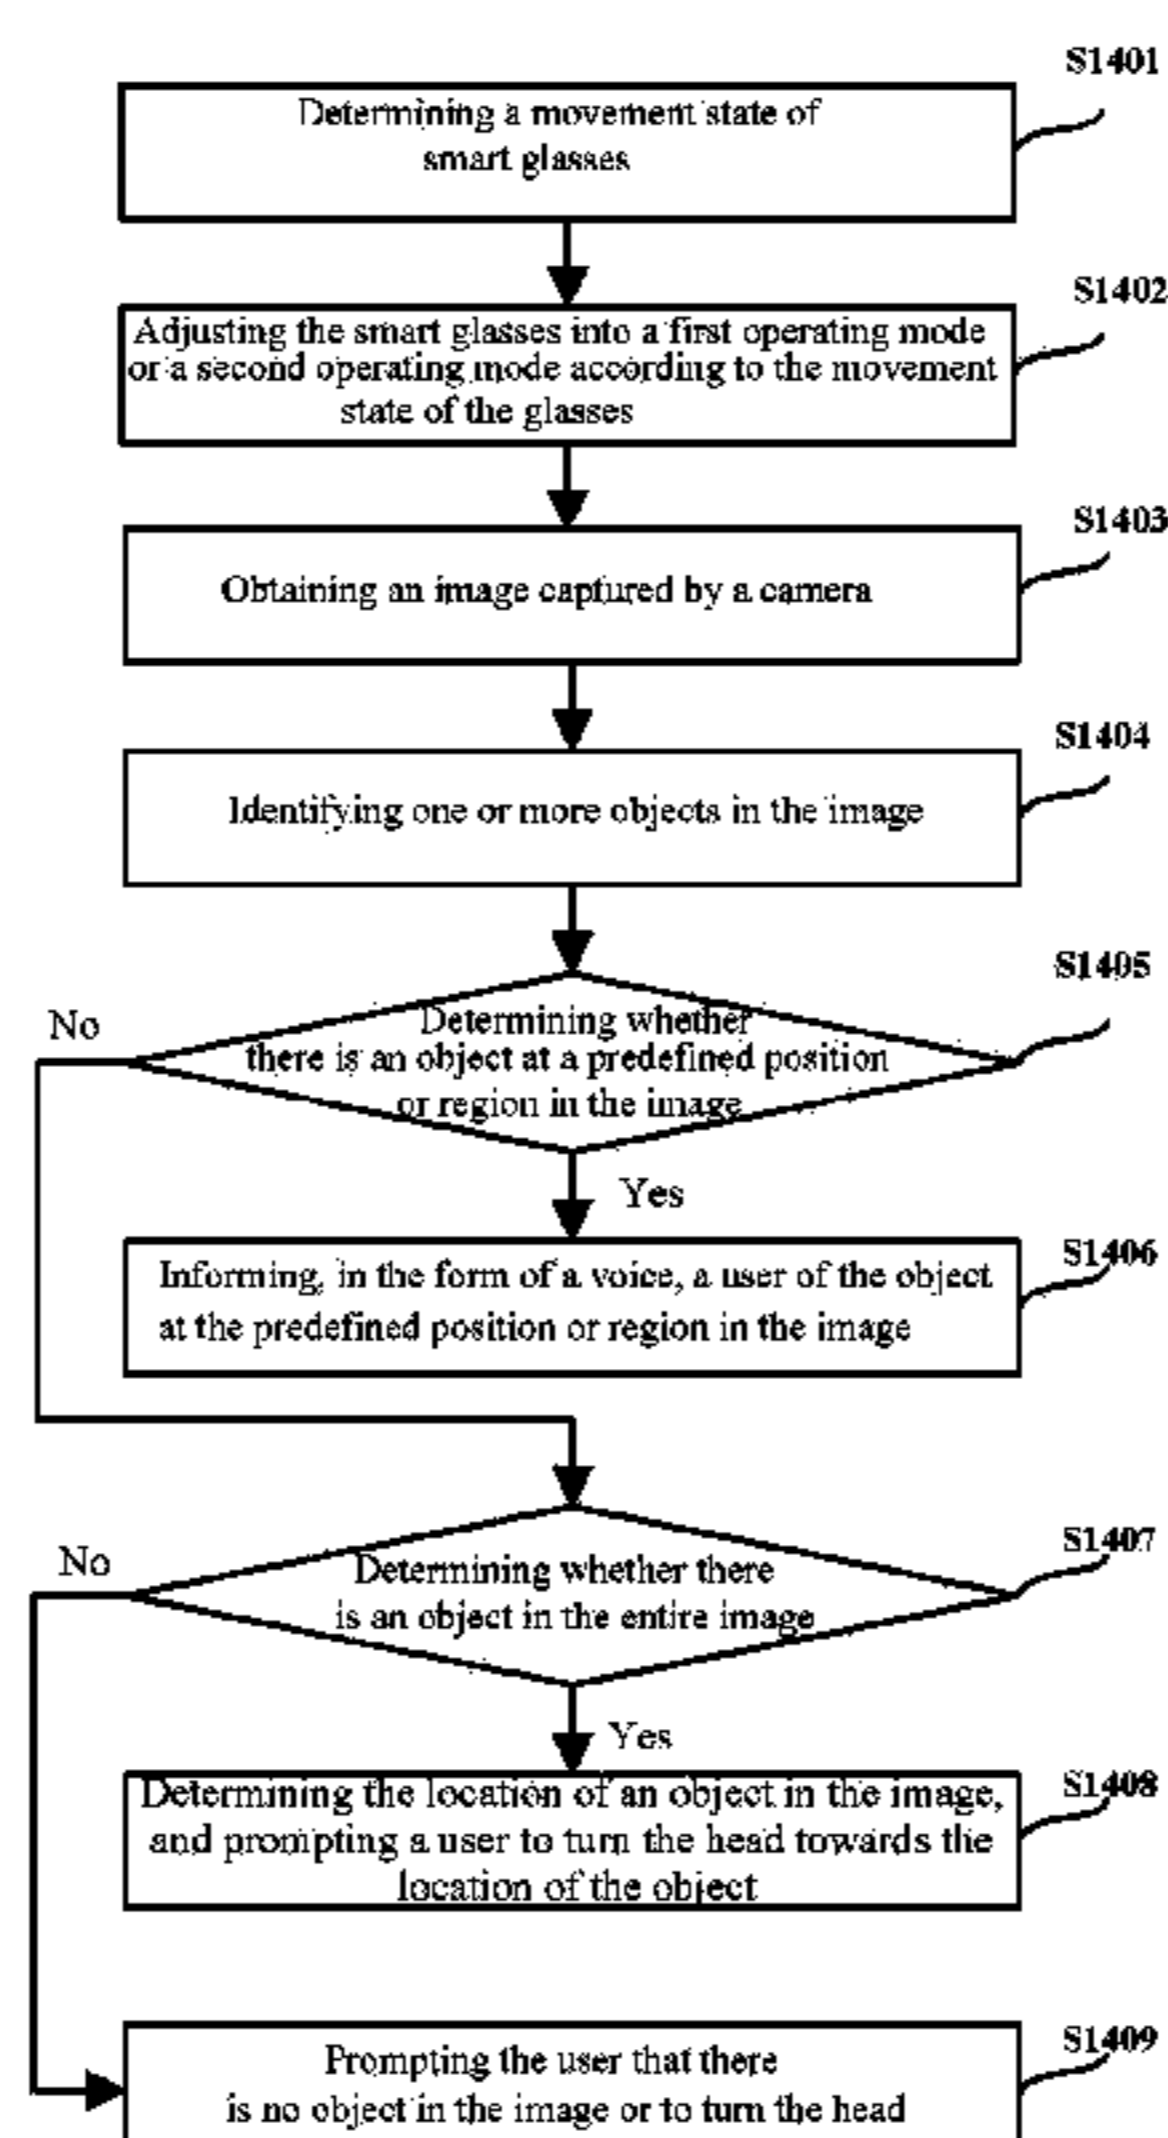 S1401
Determining a movement state of
smart glasses
S1402
Adjusting the smart glasses into a first operating mode
or a second operating mode according to the movement
state of the glasses
S1403
Obtaining an image captured by a camera
S1404
Identifying one or more objects in the image
S1405
No
Determining whether
there is an object at a predefined position
or region in the image
Yes
S1406
Informing, in the form of a voice, a user of the object
at the predefined position or region in the image
S1407
No
Determining whether there
is an object in the entire image
Yes
S1408
Determining the location of an object in the image,
and prompting a user to turn the head towards the
location of the object
S1409
Prompting the user that there
is no object in the image or to turn the head